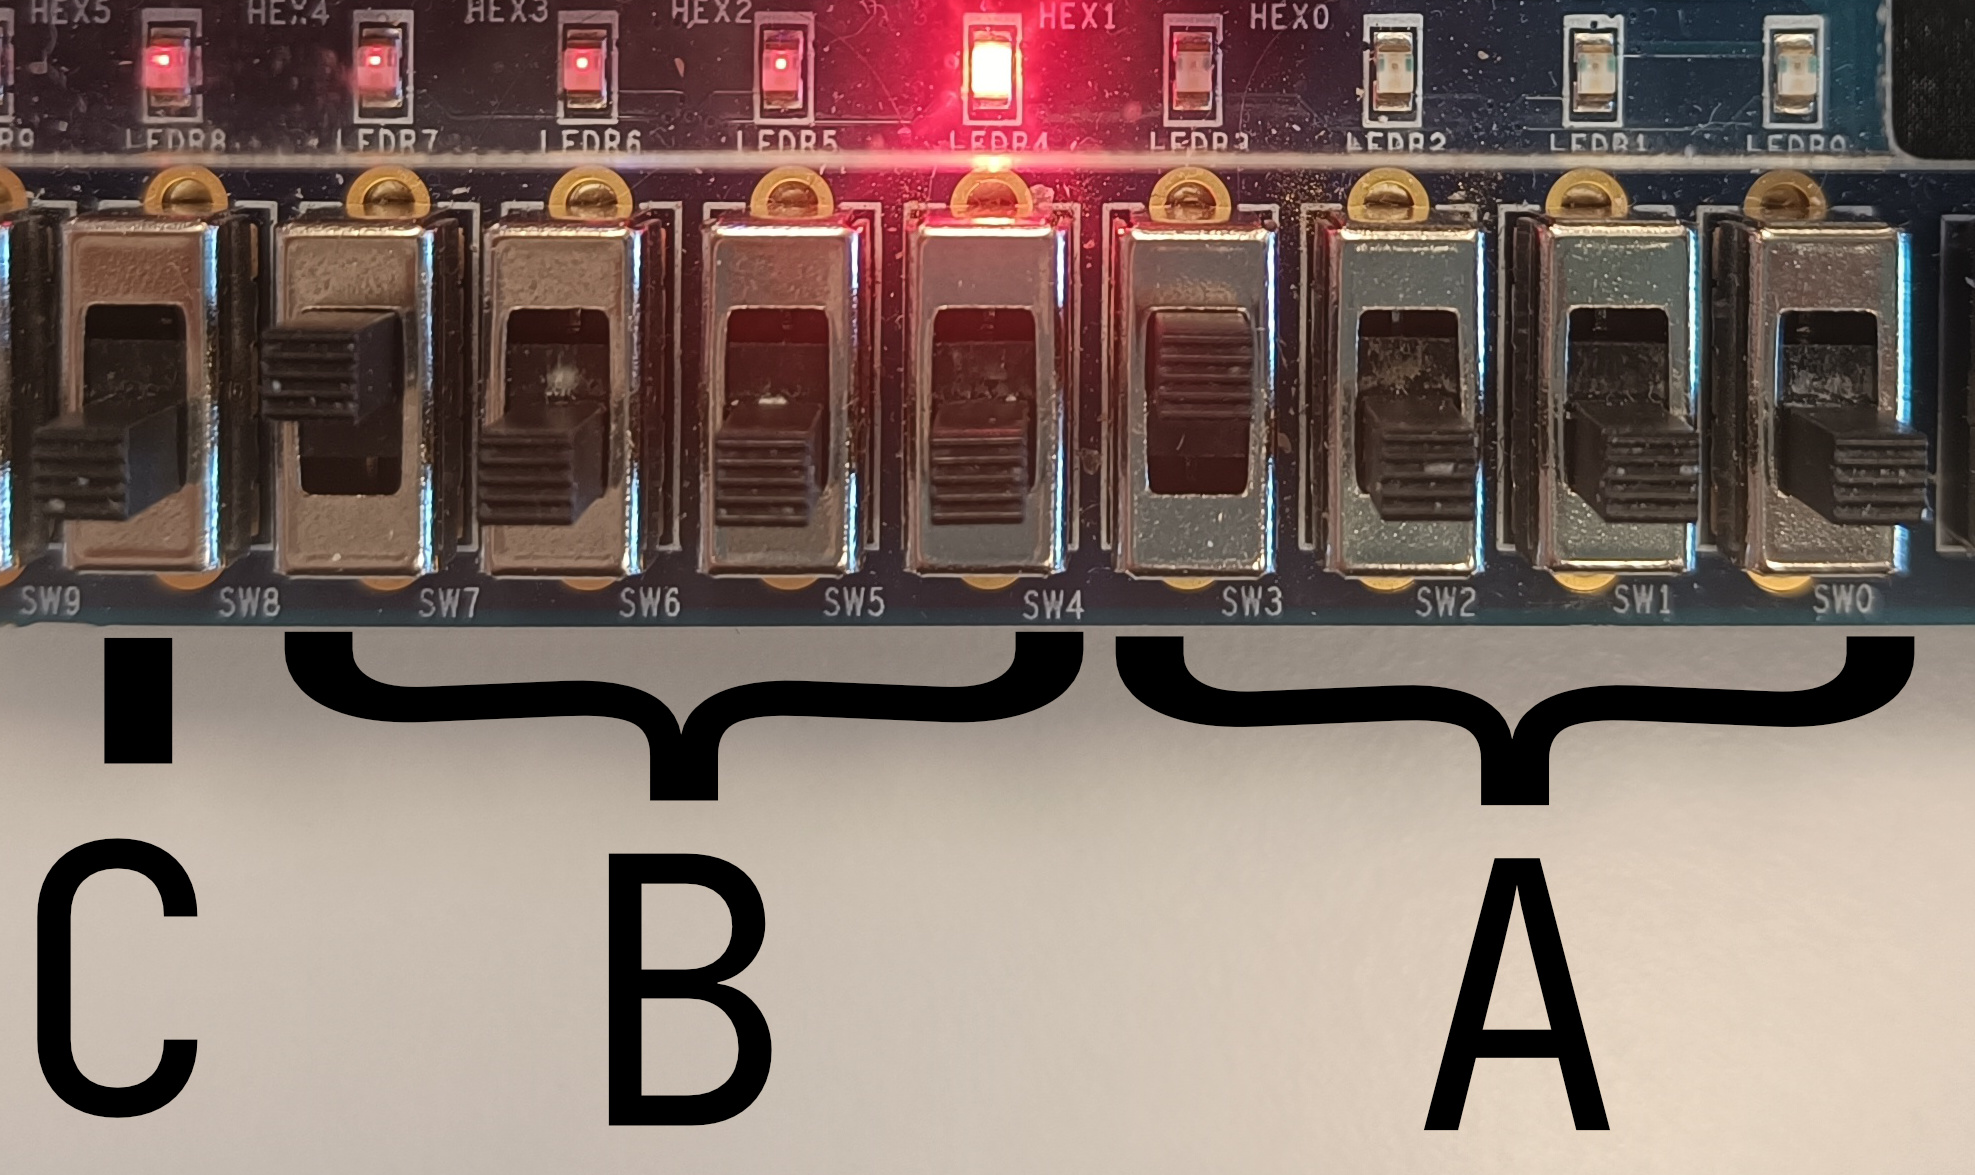 HEX5 HEX4 HEX3 HEX2 HEX1 HEX0
R9 LEDR8 LEDR7 LEDR6 LEDR5 LEDR4 LEDR3 LEDR2 LEDR1 LEDR0
SW9 SW8 SW7 SW6 SW5 SW4 SW3 SW2 SW1 SW0
C B A